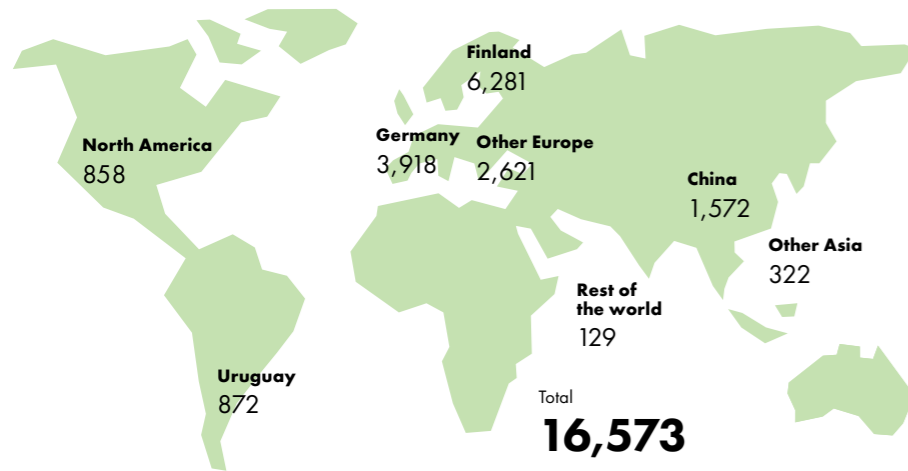 Finland
6,281
North America
858
Germany
3,918
Other Europe
2,621
China
1,572
Other Asia
322
Rest of
the world
129
Uruguay
872
Total
16,573